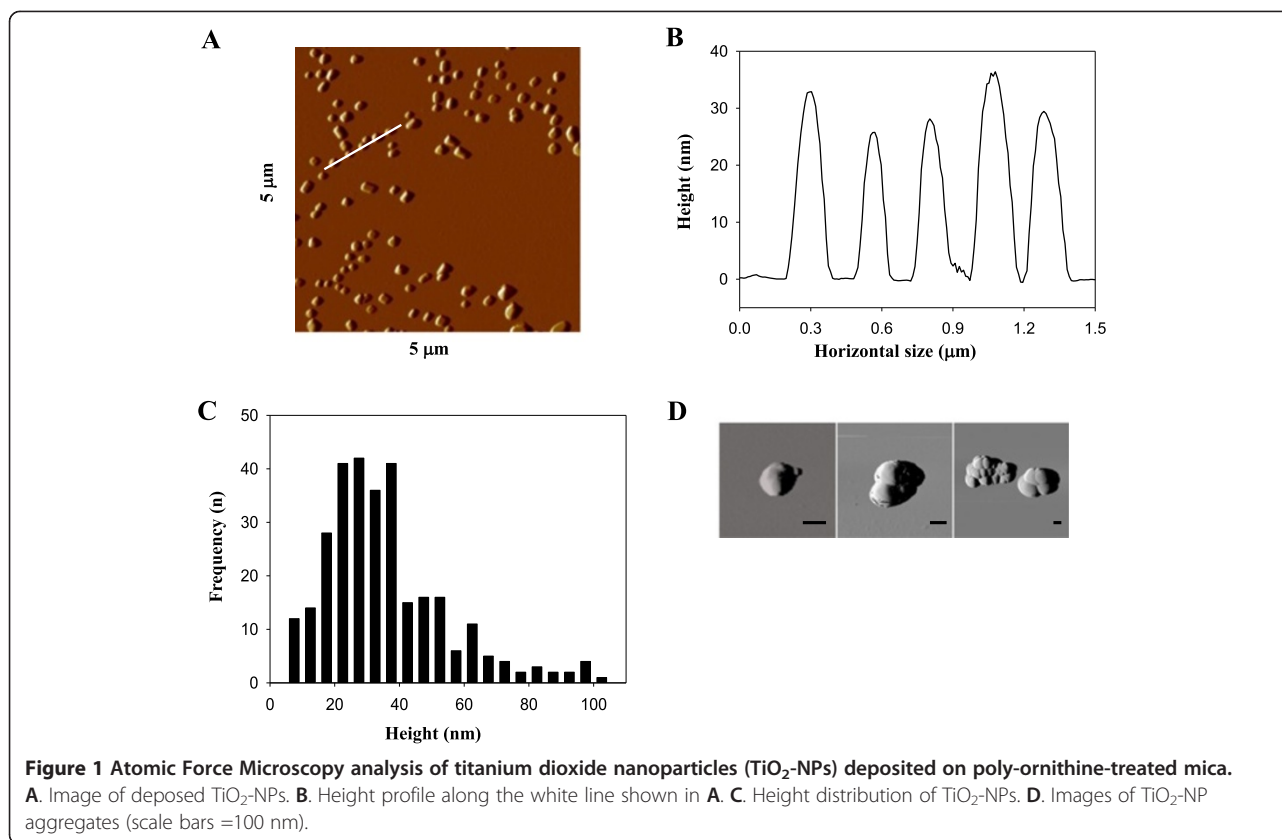 A
5 μm
5 μm
B
40
30
20
10
0
Height (nm)
0.0 0.3 0.6 0.9 1.2 1.5
Horizontal size (μm)
C
50
40
30
20
10
0
Frequency (n)
0 20 40 60 80 100
Height (nm)
D
Figure 1 Atomic Force Microscopy analysis of titanium dioxide nanoparticles (TiO₂-NPs) deposited on poly-ornithine-treated mica.
A. Image of deposed TiO₂-NPs. B. Height profile along the white line shown in A. C. Height distribution of TiO₂-NPs. D. Images of TiO₂-NP
aggregates (scale bars =100 nm).